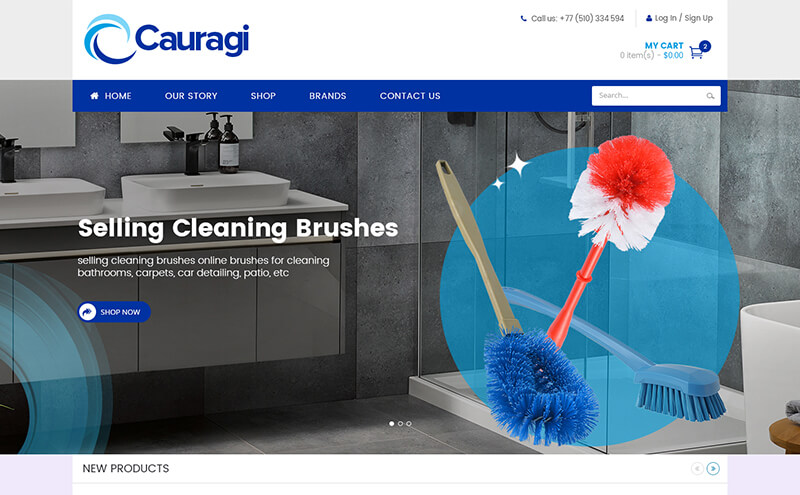 Cauragi
Call us: +77 (510) 334 594
Log In / Sign Up
MY CART
2
0 item(s) - $0.00
HOME
OUR STORY
SHOP
BRANDS
CONTACT US
Search...
Selling Cleaning Brushes
selling cleaning brushes online brushes for cleaning
bathrooms, carpets, car detailing, patio, etc
SHOP NOW
NEW PRODUCTS